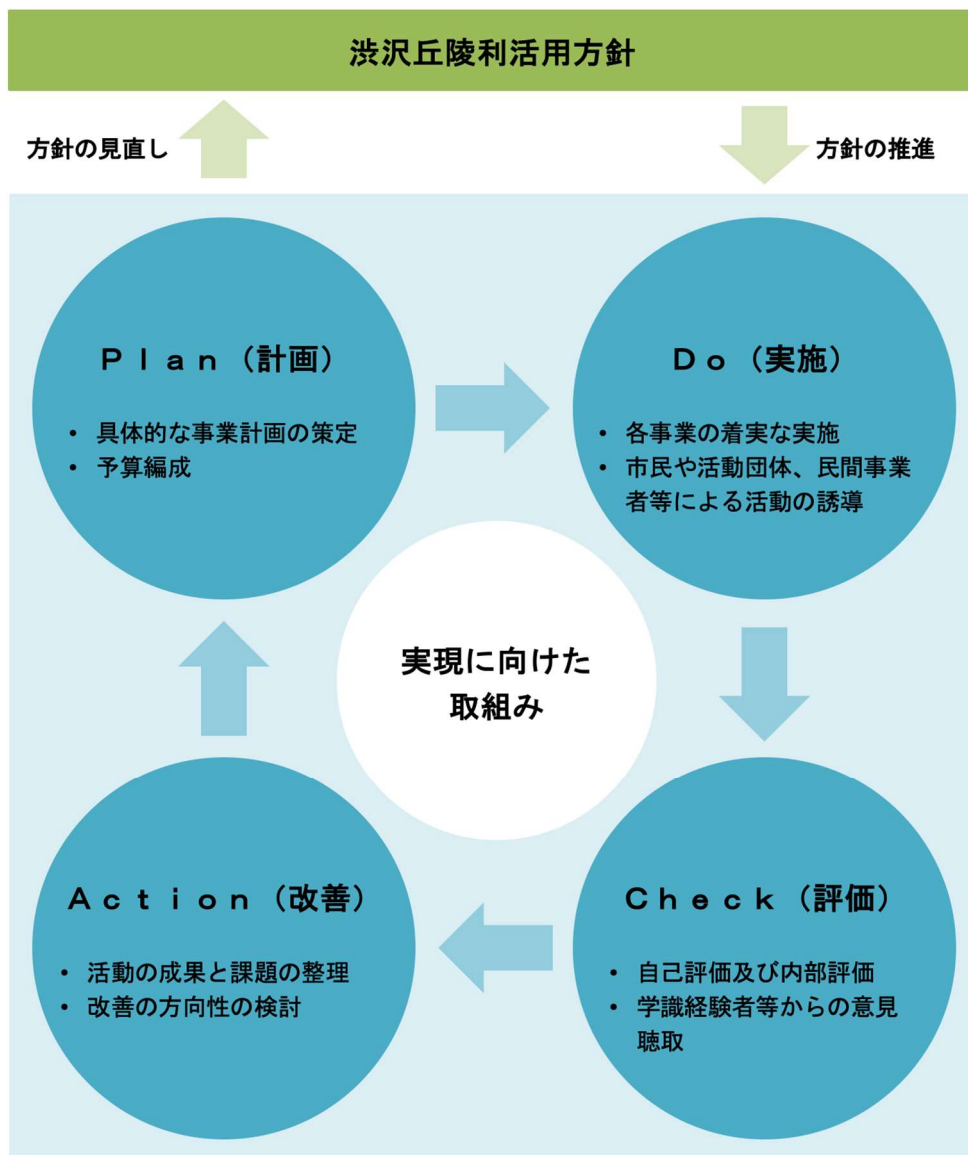 渋沢丘陵利活用方針
方針の見直し
方針の推進
Ｐｌａｎ（計画）
• 具体的な事業計画の策定
• 予算編成
Ｄｏ（実施）
• 各事業の着実な実施
• 市民や活動団体、民間事業
者等による活動の誘導
実現に向けた
取組み
Ａｃｔｉｏｎ（改善）
• 活動の成果と課題の整理
• 改善の方向性の検討
Ｃｈｅｃｋ（評価）
• 自己評価及び内部評価
• 学識経験者等からの意見
聴取